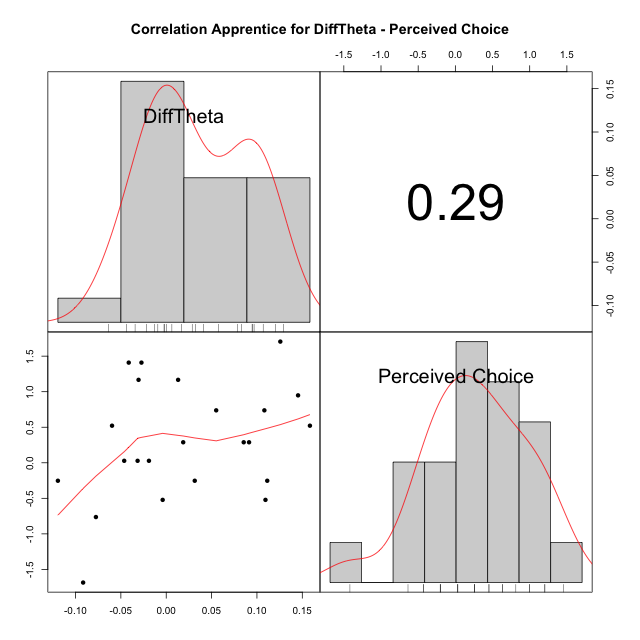 Correlation Apprentice for DiffTheta - Perceived Choice
-1.5 -1.0 -0.5 0.0 0.5 1.0 1.5
DiffTheta
0.29
0.15
0.10
0.05
0.00
-0.05
-0.10
Perceived Choice
1.5
1.0
0.5
0.0
-0.5
-1.0
-1.5
-0.10 -0.05 0.00 0.05 0.10 0.15